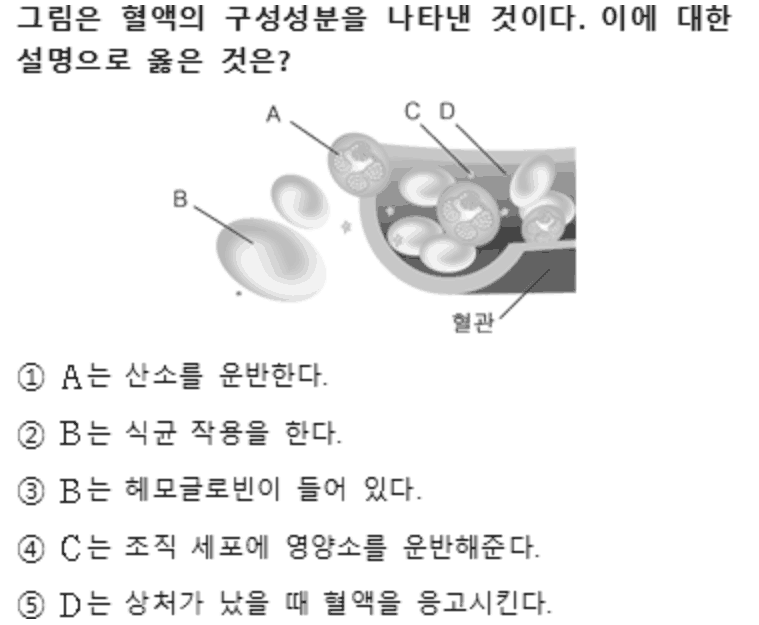 그림은 혈액의 구성성분을 나타낸 것이다. 이에 대한
설명으로 옳은 것은?
A
C D
B
혈관
① A는 산소를 운반한다.
② B는 식균 작용을 한다.
③ B는 헤모글로빈이 들어 있다.
④ C는 조직 세포에 영양소를 운반해준다.
⑤ D는 상처가 났을 때 혈액을 응고시킨다.